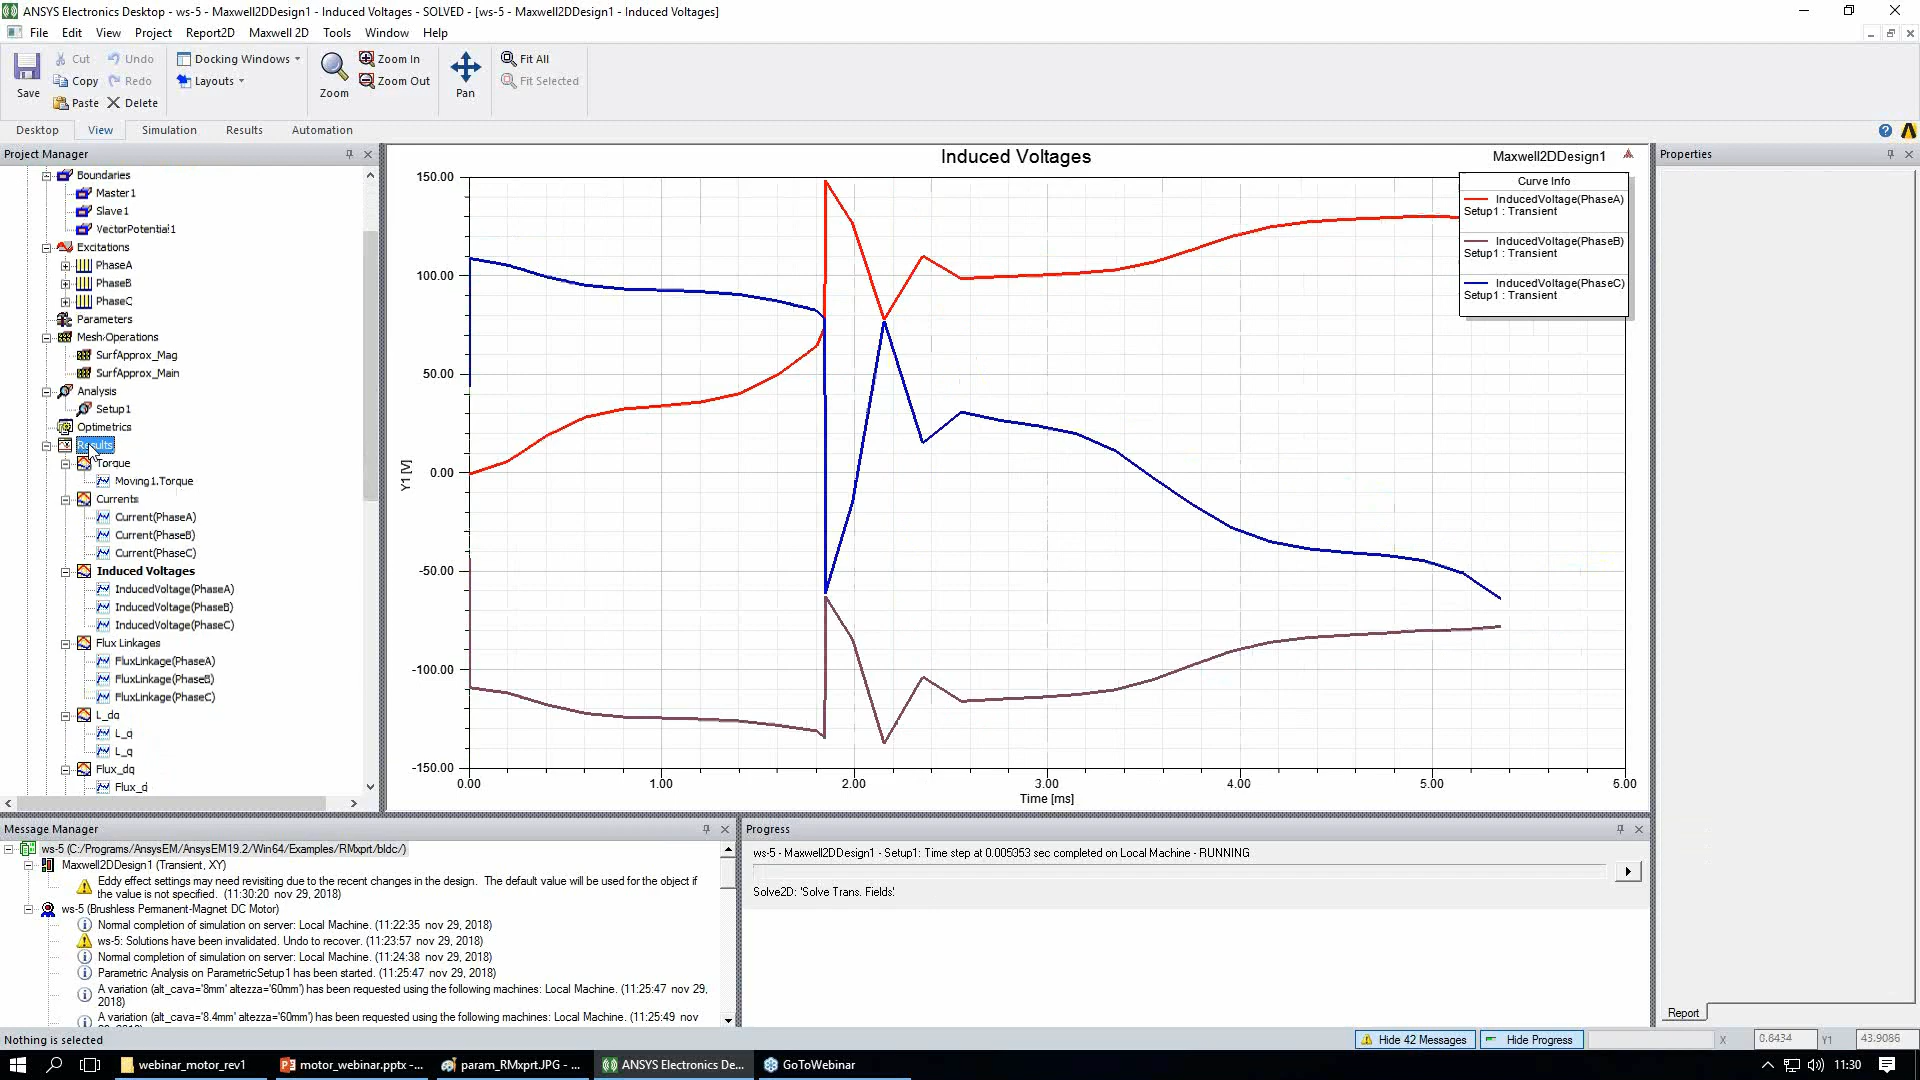 ANSYS Electronics Desktop - ws-5 - Maxwell2DDesign1 - Induced Voltages - SOLVED - [ws-5 - Maxwell2DDesign1 - Induced Voltages]
File Edit View Project Report2D Maxwell 2D Tools Window Help
Save
Cut
Copy
Paste
Undo
Redo
Delete
Docking Windows
Layouts
Zoom
Zoom In
Zoom Out
Pan
Fit All
Fit Selected
Desktop View Simulation Results Automation
Project Manager
Boundaries
Master1
Slave1
VectorPotential1
Excitations
PhaseA
PhaseB
PhaseC
Parameters
Mesh Operations
SurfApprox_Mag
SurfApprox_Main
Analysis
Setup1
Optimetrics
Results
Torque
Moving1.Torque
Currents
Current(PhaseA)
Current(PhaseB)
Current(PhaseC)
Induced Voltages
InducedVoltage(PhaseA)
InducedVoltage(PhaseB)
InducedVoltage(PhaseC)
Flux Linkages
FluxLinkage(PhaseA)
FluxLinkage(PhaseB)
FluxLinkage(PhaseC)
L_dq
L_q
L_q
Flux_dq
Flux_d
Induced Voltages
Maxwell2DDesign1
Curve Info
InducedVoltage(PhaseA)
Setup1 : Transient
InducedVoltage(PhaseB)
Setup1 : Transient
InducedVoltage(PhaseC)
Setup1 : Transient
150.00
100.00
50.00
0.00
-50.00
-100.00
-150.00
Y1 [V]
0.00 1.00 2.00 3.00 4.00 5.00 6.00
Time [ms]
Properties
Report
Message Manager
ws-5 (C:/Programs/AnsysEM/AnsysEM19.2/Win64/Examples/RMxprt/bldc/)
Maxwell2DDesign1 (Transient, XY)
Eddy effect settings may need revisiting due to the recent changes in the design. The default value will be used for the object if
the value is not specified. (11:30:20 nov 29, 2018)
ws-5 (Brushless Permanent-Magnet DC Motor)
Normal completion of simulation on server: Local Machine. (11:22:35 nov 29, 2018)
ws-5: Solutions have been invalidated. Undo to recover. (11:23:57 nov 29, 2018)
Normal completion of simulation on server: Local Machine. (11:24:38 nov 29, 2018)
Parametric Analysis on ParametricSetup1 has been started. (11:25:47 nov 29, 2018)
A variation (alt_cava='8mm' altezza='60mm') has been requested using the following machines: Local Machine. (11:25:47 nov 29,
2018)
A variation (alt_cava='8.4mm' altezza='60mm') has been requested using the following machines: Local Machine. (11:25:49 nov
Progress
ws-5 - Maxwell2DDesign1 - Setup1: Time step at 0.005353 sec completed on Local Machine - RUNNING
Solve2D: 'Solve Trans. Fields'
Nothing is selected
Hide 42 Messages
Hide Progress
X 0.6434 Y1 43.9086
webinar_motor_rev1
motor_webinar.pptx -...
param_RMxprt.JPG - ...
ANSYS Electronics De...
GoToWebinar
11:30